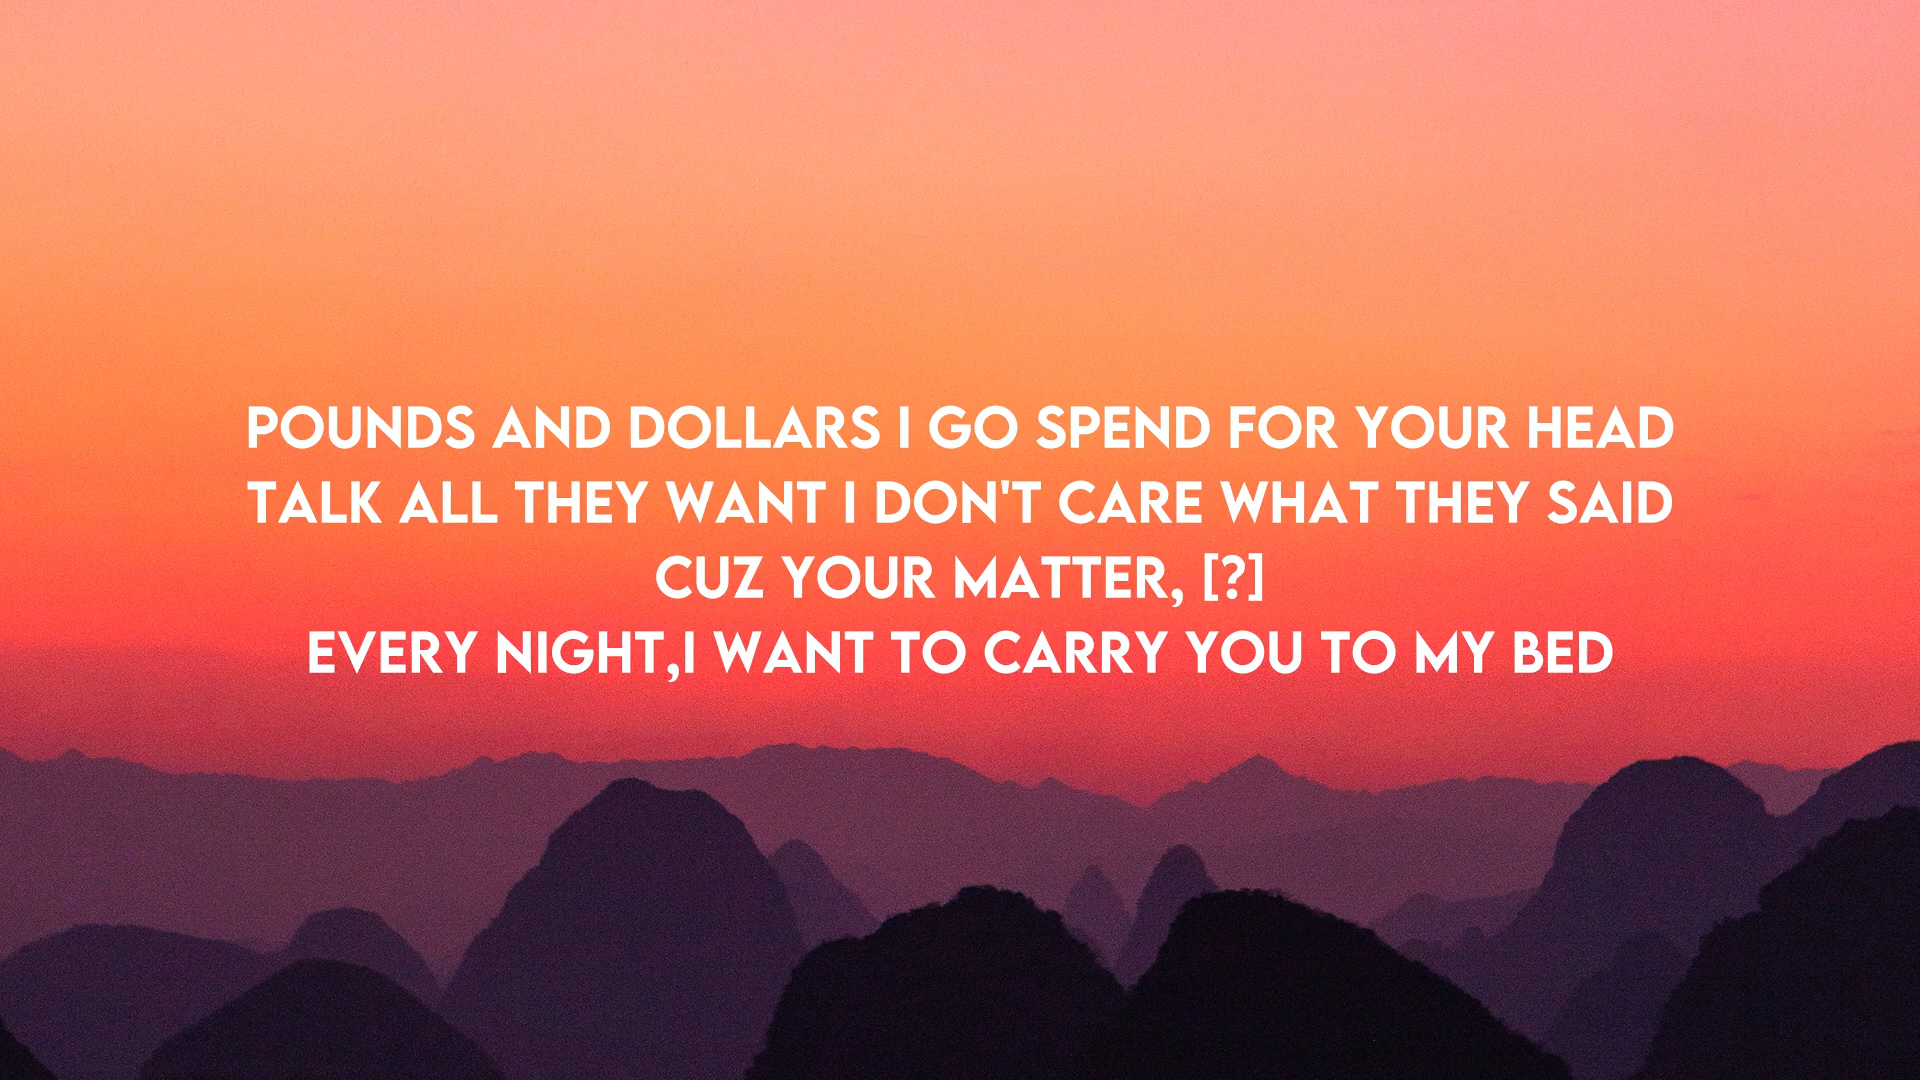 POUNDS AND DOLLARS I GO SPEND FOR YOUR HEAD
TALK ALL THEY WANT I DON'T CARE WHAT THEY SAID
CUZ YOUR MATTER, [?]
EVERY NIGHT,I WANT TO CARRY YOU TO MY BED